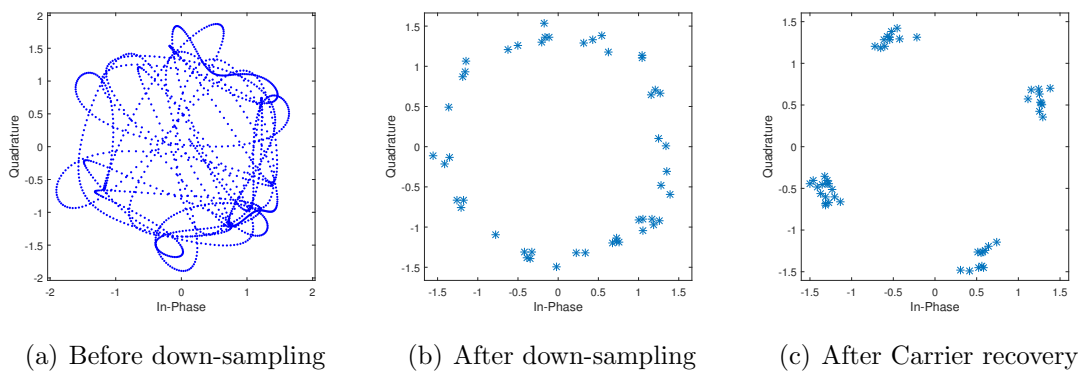 2
1.5
1
0.5
0
-0.5
-1
-1.5
-2
-2 -1 0 1 2
Quadrature
In-Phase
1.5
1
0.5
0
-0.5
-1
-1.5
-1.5 -1 -0.5 0 0.5 1 1.5
Quadrature
In-Phase
1.5
1
0.5
0
-0.5
-1
-1.5
-1.5 -1 -0.5 0 0.5 1 1.5
Quadrature
In-Phase
(a) Before down-sampling
(b) After down-sampling
(c) After Carrier recovery